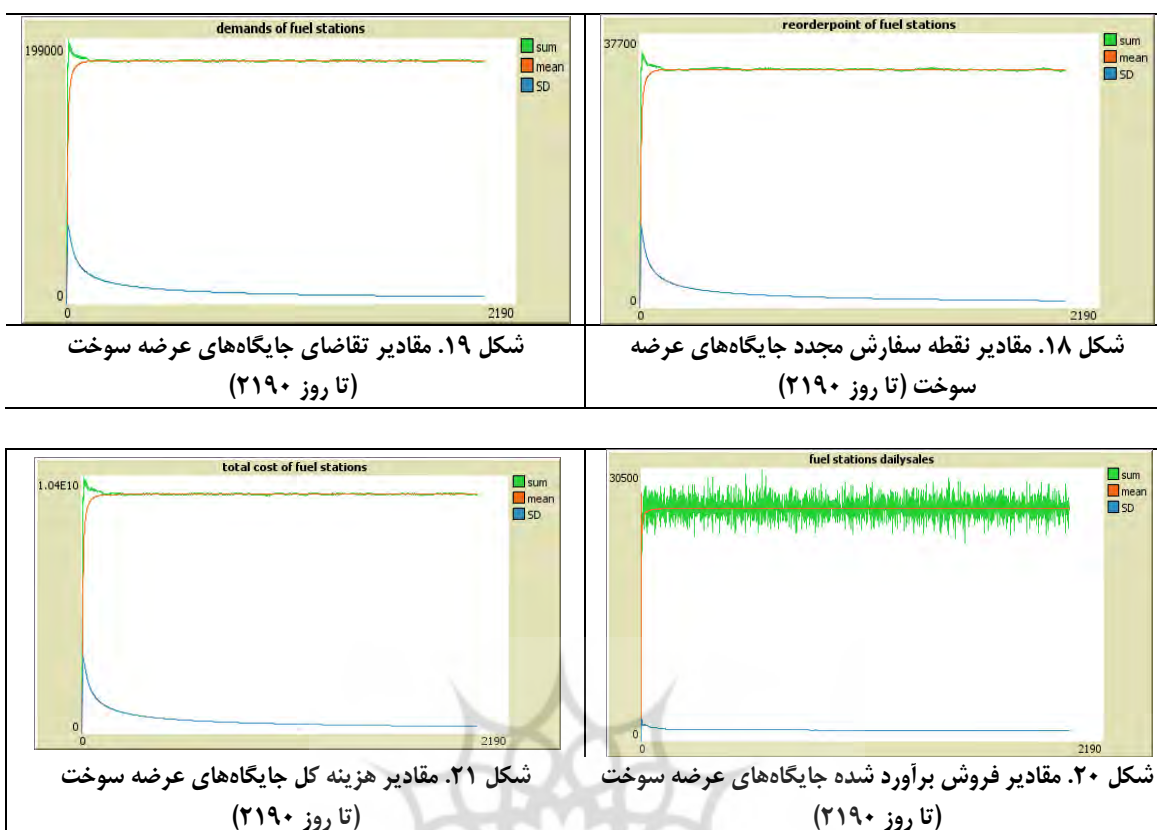 reorderpoint of fuel stations
37700
sum
mean
SD
0
0
2190
شکل ۱۸. مقادیر نقطه سفارش مجدد جایگاه‌های عرضه
سوخت (تا روز ۲۱۹۰)
demands of fuel stations
199000
sum
mean
SD
0
0
2190
شکل ۱۹. مقادیر تقاضای جایگاه‌های عرضه سوخت
(تا روز ۲۱۹۰)
fuel stations dailysales
30500
sum
mean
SD
0
0
2190
شکل ۲۰. مقادیر فروش برآورد شده جایگاه‌های عرضه سوخت
(تا روز ۲۱۹۰)
total cost of fuel stations
1.04E10
sum
mean
SD
0
0
2190
شکل ۲۱. مقادیر هزینه کل جایگاه‌های عرضه سوخت
(تا روز ۲۱۹۰)